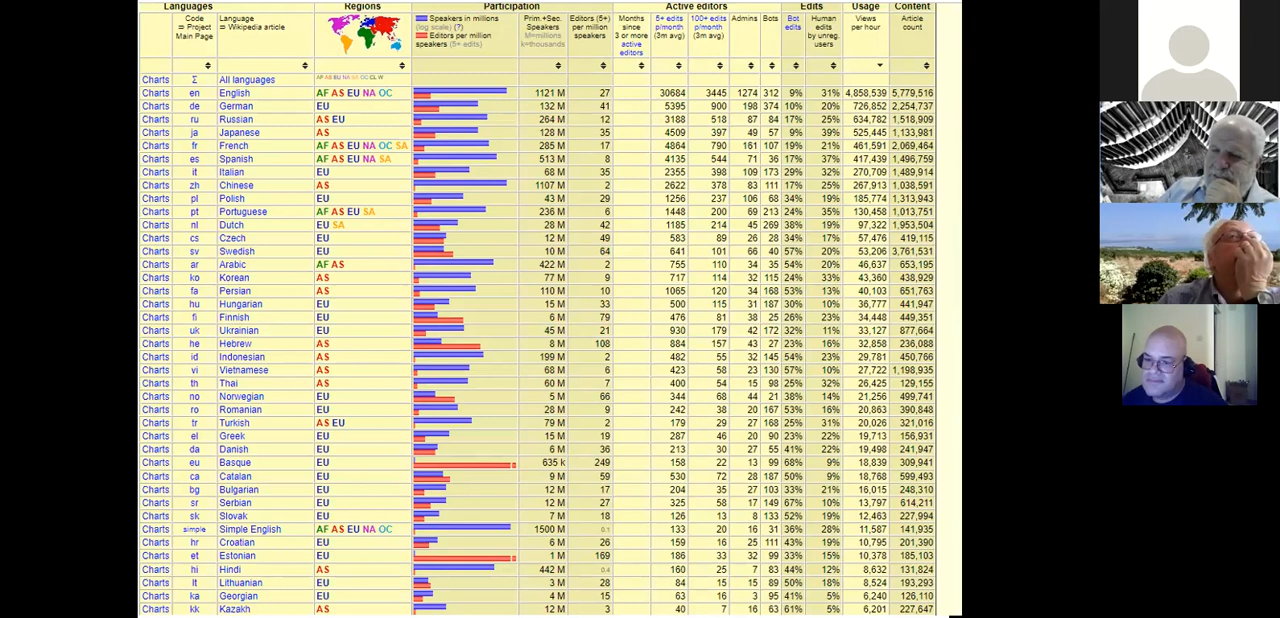 Languages Regions Participation Active editors Edits Usage Content
Code ⇒ Project Main Page
Language ⇒ Wikipedia article
Speakers in millions (log scale) (?)
Editors per million speakers (5+ edits)
Prim.+Sec. Speakers M=millions k=thousands
Editors (5+) per million speakers
Months since 3 or more active editors
5+ edits p/month (3m avg)
100+ edits p/month (3m avg)
Admins
Bots
Bot edits
Human edits by unreg. users
Views per hour
Article count
Charts Σ All languages AF AS EU NA SA OC CL W
Charts en English AF AS EU NA OC 1121 M 27 30684 3445 1274 312 9% 31% 4,858,539 5,779,516
Charts de German EU 132 M 41 5395 900 198 374 10% 20% 726,852 2,254,737
Charts ru Russian AS EU 264 M 12 3188 518 87 84 17% 25% 634,782 1,518,909
Charts ja Japanese AS 128 M 35 4509 397 49 57 9% 39% 525,445 1,133,981
Charts fr French AF AS EU NA OC SA 285 M 17 4864 790 161 107 19% 21% 461,591 2,069,464
Charts es Spanish AF AS EU NA SA 513 M 8 4135 544 71 36 17% 37% 417,439 1,496,759
Charts it Italian EU 68 M 35 2355 398 109 173 29% 32% 270,709 1,489,914
Charts zh Chinese AS 1107 M 2 2622 378 83 111 17% 25% 267,913 1,038,591
Charts pl Polish EU 43 M 29 1256 237 106 68 34% 19% 185,774 1,313,943
Charts pt Portuguese AF AS EU SA 236 M 6 1448 200 69 213 24% 35% 130,458 1,013,751
Charts nl Dutch EU SA 28 M 42 1185 214 45 269 38% 19% 97,322 1,953,504
Charts cs Czech EU 12 M 49 583 89 26 28 34% 17% 57,476 419,115
Charts sv Swedish EU 10 M 64 641 101 66 40 57% 20% 53,206 3,761,531
Charts ar Arabic AF AS 422 M 2 755 110 34 35 54% 20% 46,637 653,195
Charts ko Korean AS 77 M 9 717 114 32 115 24% 33% 43,360 438,929
Charts fa Persian AS 110 M 10 1065 120 34 168 53% 13% 40,103 651,763
Charts hu Hungarian EU 15 M 33 500 115 31 187 30% 10% 36,777 441,947
Charts fi Finnish EU 6 M 79 476 81 38 25 26% 23% 34,448 449,351
Charts uk Ukrainian EU 45 M 21 930 179 42 172 32% 11% 33,127 877,664
Charts he Hebrew AS 8 M 108 884 157 43 27 23% 16% 32,858 236,088
Charts id Indonesian AS 199 M 2 482 55 32 145 54% 23% 29,781 450,766
Charts vi Vietnamese AS 68 M 6 423 58 23 130 57% 10% 27,722 1,198,935
Charts th Thai AS 60 M 7 400 54 15 98 25% 32% 26,425 129,155
Charts no Norwegian EU 5 M 66 344 68 44 21 38% 14% 21,256 499,741
Charts ro Romanian EU 28 M 9 242 38 20 167 53% 16% 20,863 390,848
Charts tr Turkish AS EU 79 M 2 179 29 27 168 25% 31% 20,026 321,016
Charts el Greek EU 15 M 19 287 46 20 90 23% 22% 19,713 156,931
Charts da Danish EU 6 M 36 213 30 27 55 41% 22% 19,498 241,947
Charts eu Basque EU 635 k 249 158 22 13 99 68% 9% 18,839 309,941
Charts ca Catalan EU 9 M 59 530 72 28 187 50% 9% 18,768 599,493
Charts bg Bulgarian EU 12 M 17 204 35 27 103 33% 21% 16,015 248,310
Charts sr Serbian EU 12 M 27 325 58 17 149 67% 10% 13,797 614,211
Charts sk Slovak EU 7 M 18 126 13 8 133 52% 19% 12,463 227,994
Charts simple Simple English AF AS EU NA OC 1500 M 0.1 133 20 16 31 36% 28% 11,587 141,935
Charts hr Croatian EU 6 M 26 159 16 25 111 43% 19% 10,795 201,390
Charts et Estonian EU 1 M 169 186 33 32 99 33% 15% 10,378 185,103
Charts hi Hindi AS 442 M 0.4 160 25 7 83 44% 12% 8,632 131,824
Charts lt Lithuanian EU 3 M 28 84 15 15 89 50% 18% 8,524 193,293
Charts ka Georgian EU 4 M 15 63 16 3 95 41% 5% 6,240 126,110
Charts kk Kazakh AS 12 M 3 40 7 16 63 61% 5% 6,201 227,647